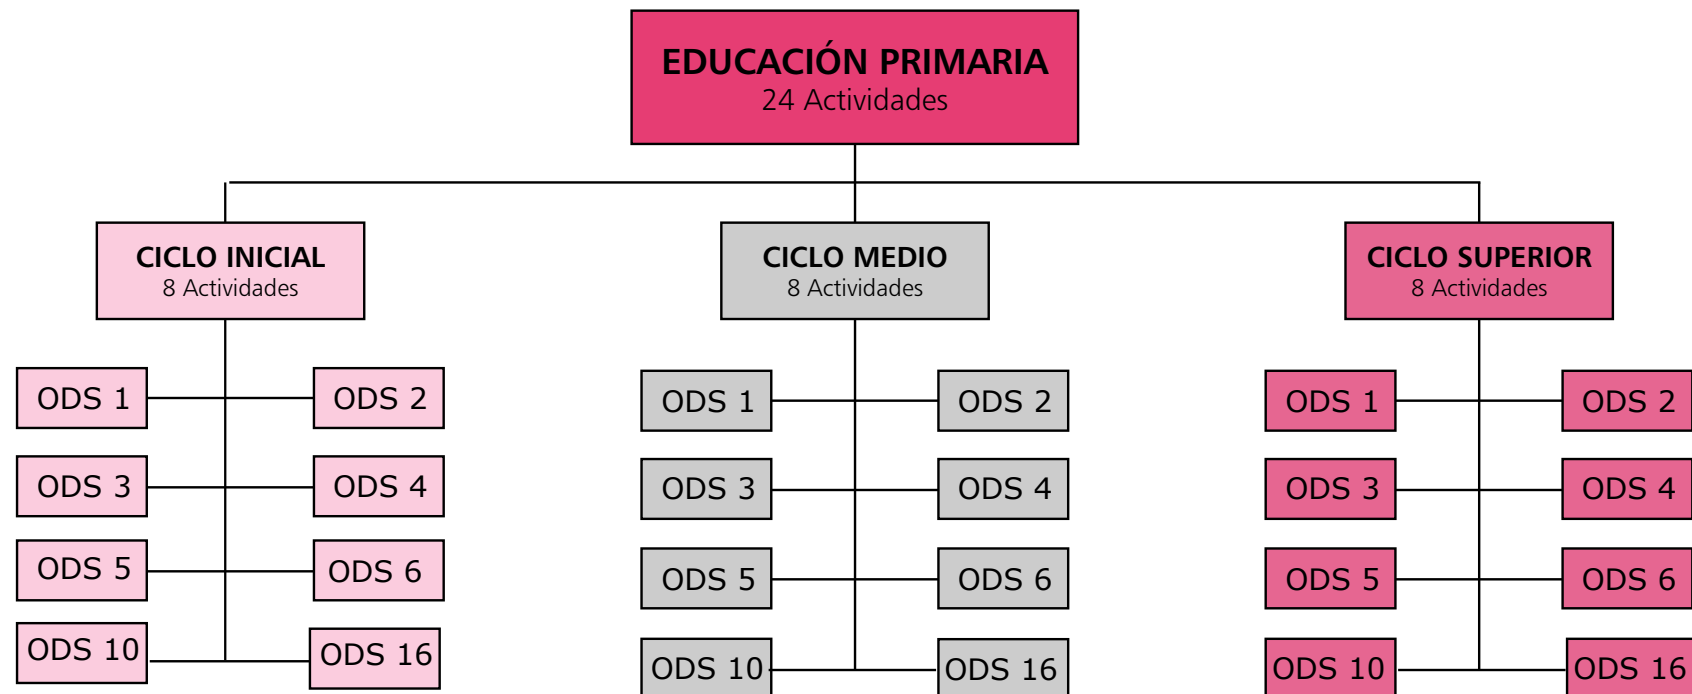 EDUCACIÓN PRIMARIA
24 Actividades
CICLO INICIAL
8 Actividades
ODS 1
ODS 2
ODS 3
ODS 4
ODS 5
ODS 6
ODS 10
ODS 16
CICLO MEDIO
8 Actividades
ODS 1
ODS 2
ODS 3
ODS 4
ODS 5
ODS 6
ODS 10
ODS 16
CICLO SUPERIOR
8 Actividades
ODS 1
ODS 2
ODS 3
ODS 4
ODS 5
ODS 6
ODS 10
ODS 16